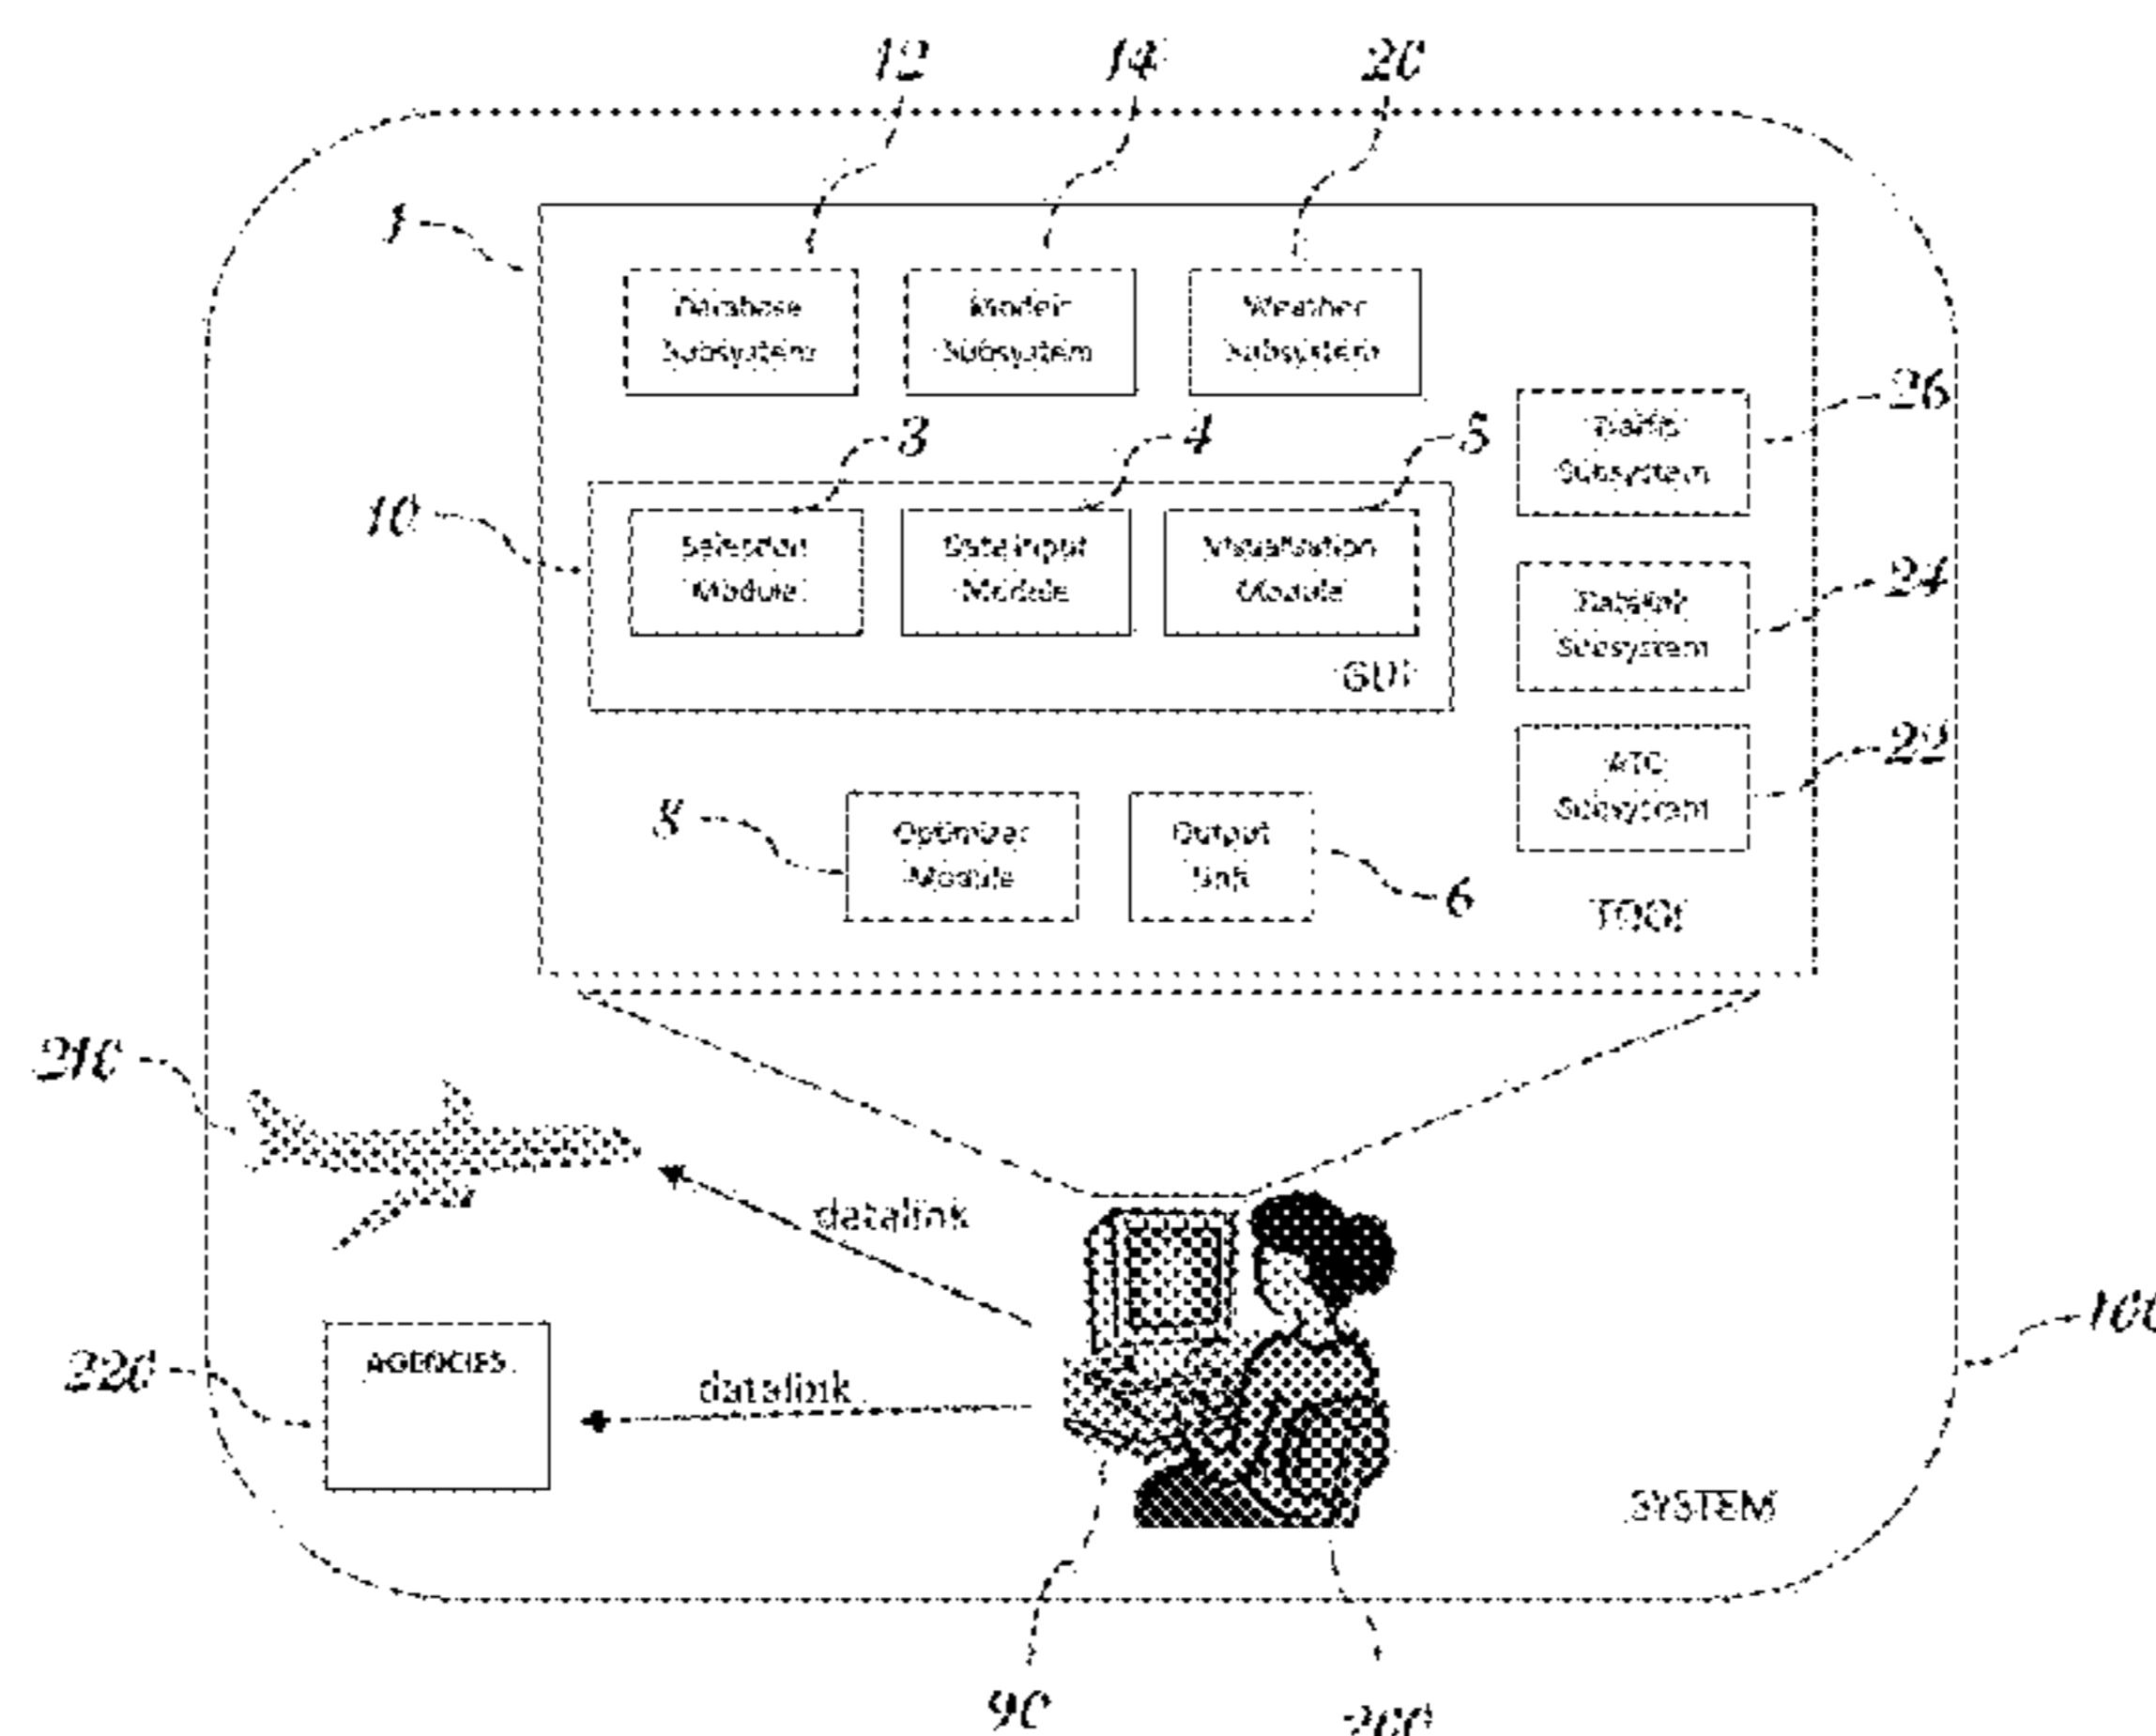 12 14 20
1
Database
Subsystem
Models
Subsystem
Weather
Subsystem
26
Traffic
Subsystem
3 4 5
10
Selection
Module
Data Input
Module
Visualization
Module
GUI
24
Datalink
Subsystem
22
ATC
Subsystem
8
Optimizer
Module
Output
Unit
6
TOOL
210
datalink
220
AGENCIES
datalink
100
SYSTEM
90
200